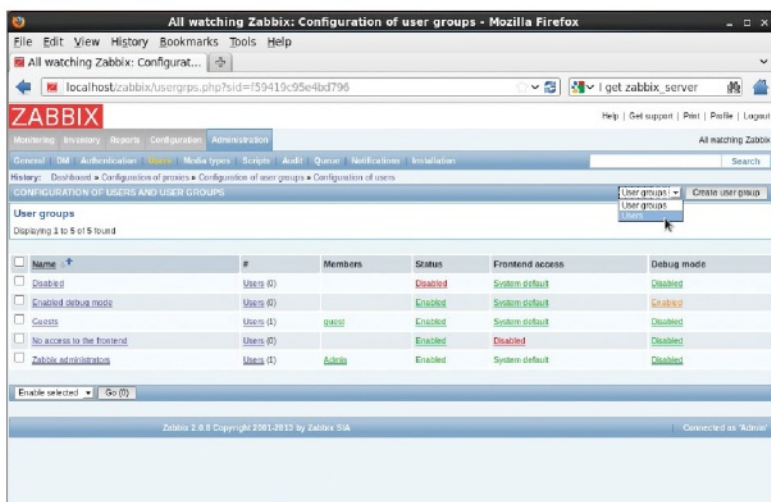 All watching Zabbix: Configuration of user groups - Mozilla Firefox
File Edit View History Bookmarks Tools Help
All watching Zabbix: Configurat...
localhost/zabbix/usergrps.php?sid=f59419c95e4bd796
I get zabbix_server
ZABBIX
Help | Get support | Print | Profile | Logout
Monitoring Inventory Reports Configuration Administration
All watching Zabbix
General | DM | Authentication | Users | Media types | Scripts | Audit | Queue | Notifications | Installation
Search
History: Dashboard » Configuration of proxies » Configuration of user groups » Configuration of users
CONFIGURATION OF USERS AND USER GROUPS
User groups
Create user group
User groups
Users
User groups
Displaying 1 to 5 of 5 found
Name # Members Status Frontend access Debug mode
Disabled Users (0) Disabled System default Disabled
Enabled debug mode Users (0) Enabled System default Enabled
Guests Users (1) guest Enabled System default Disabled
No access to the frontend Users (0) Enabled Disabled Disabled
Zabbix administrators Users (1) Admin Enabled System default Disabled
Enable selected Go (0)
Zabbix 2.0.8 Copyright 2001-2013 by Zabbix SIA
Connected as 'Admin'